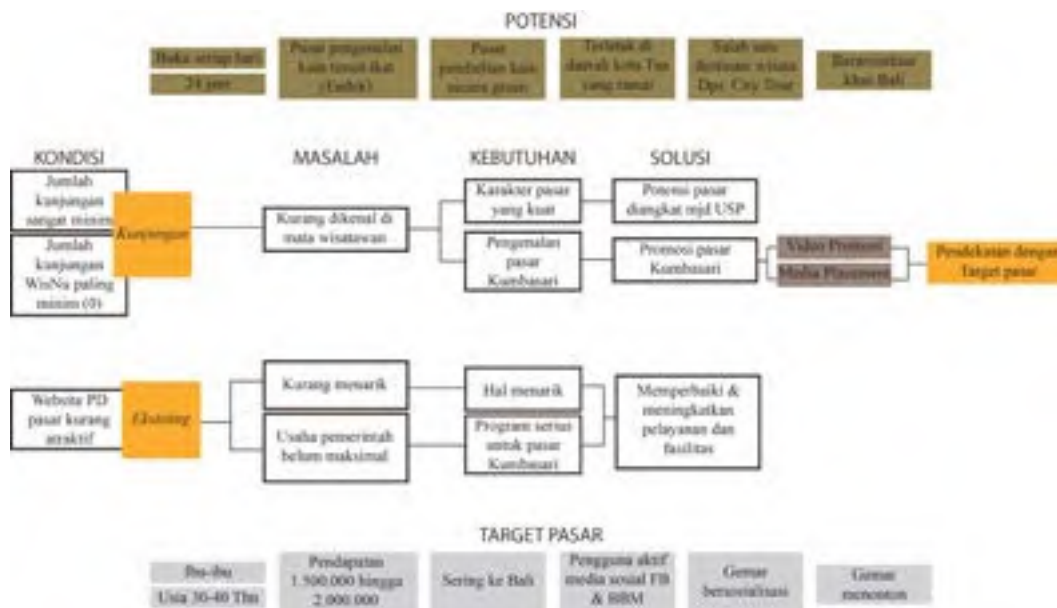 POTENSI
Buka setiap hari
24 jam
Pusat pengenalan
kain tenun ikat
(Endek)
Pusat
pembelian kain
secara grosir
Terletak di
daerah kota Tua
yang ramai
Salah satu
destinasi wisata
Dps City Tour
Bernuansa
khas Bali
KONDISI
MASALAH
KEBUTUHAN
SOLUSI
Jumlah
kunjungan
sangat minim
Jumlah
kunjungan
WisNu paling
minim (0)
Kunjungan
Kurang dikenal di
mata wisatawan
Karakter pasar
yang kuat
Pengenalan
pasar
Kumbasari
Potensi pasar
diangkat mjd USP
Promosi pasar
Kumbasari
Video Promosi
Media Placement
Pendekatan dengan
Target pasar
Website PD
pasar kurang
atraktif
Eksisting
Kurang menarik
Usaha pemerintah
belum maksimal
Hal menarik
Program serius
untuk pasar
Kumbasari
Memperbaiki &
meningkatkan
pelayanan dan
fasilitas
TARGET PASAR
Ibu-ibu
Usia 30-40 Thn
Pendapatan
1.500.000 hingga
2.000.000
Sering ke Bali
Pengguna aktif
media sosial FB
& BBM
Gemar
bersosialisasi
Gemar
menonton